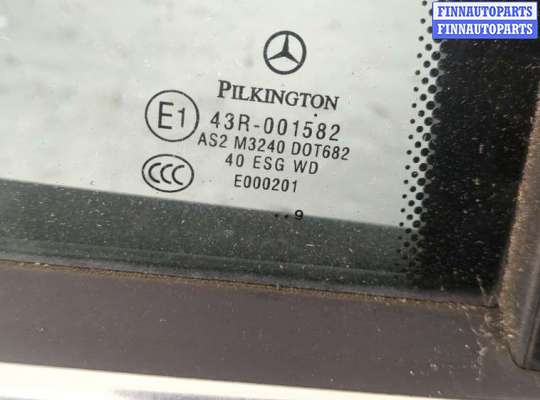 FINNAUTOPARTS
FINNAUTOPARTS
PILKINGTON
E1 43R-001582
AS2 M3240 DOT682
40 ESG WD
CCC E000201
..9